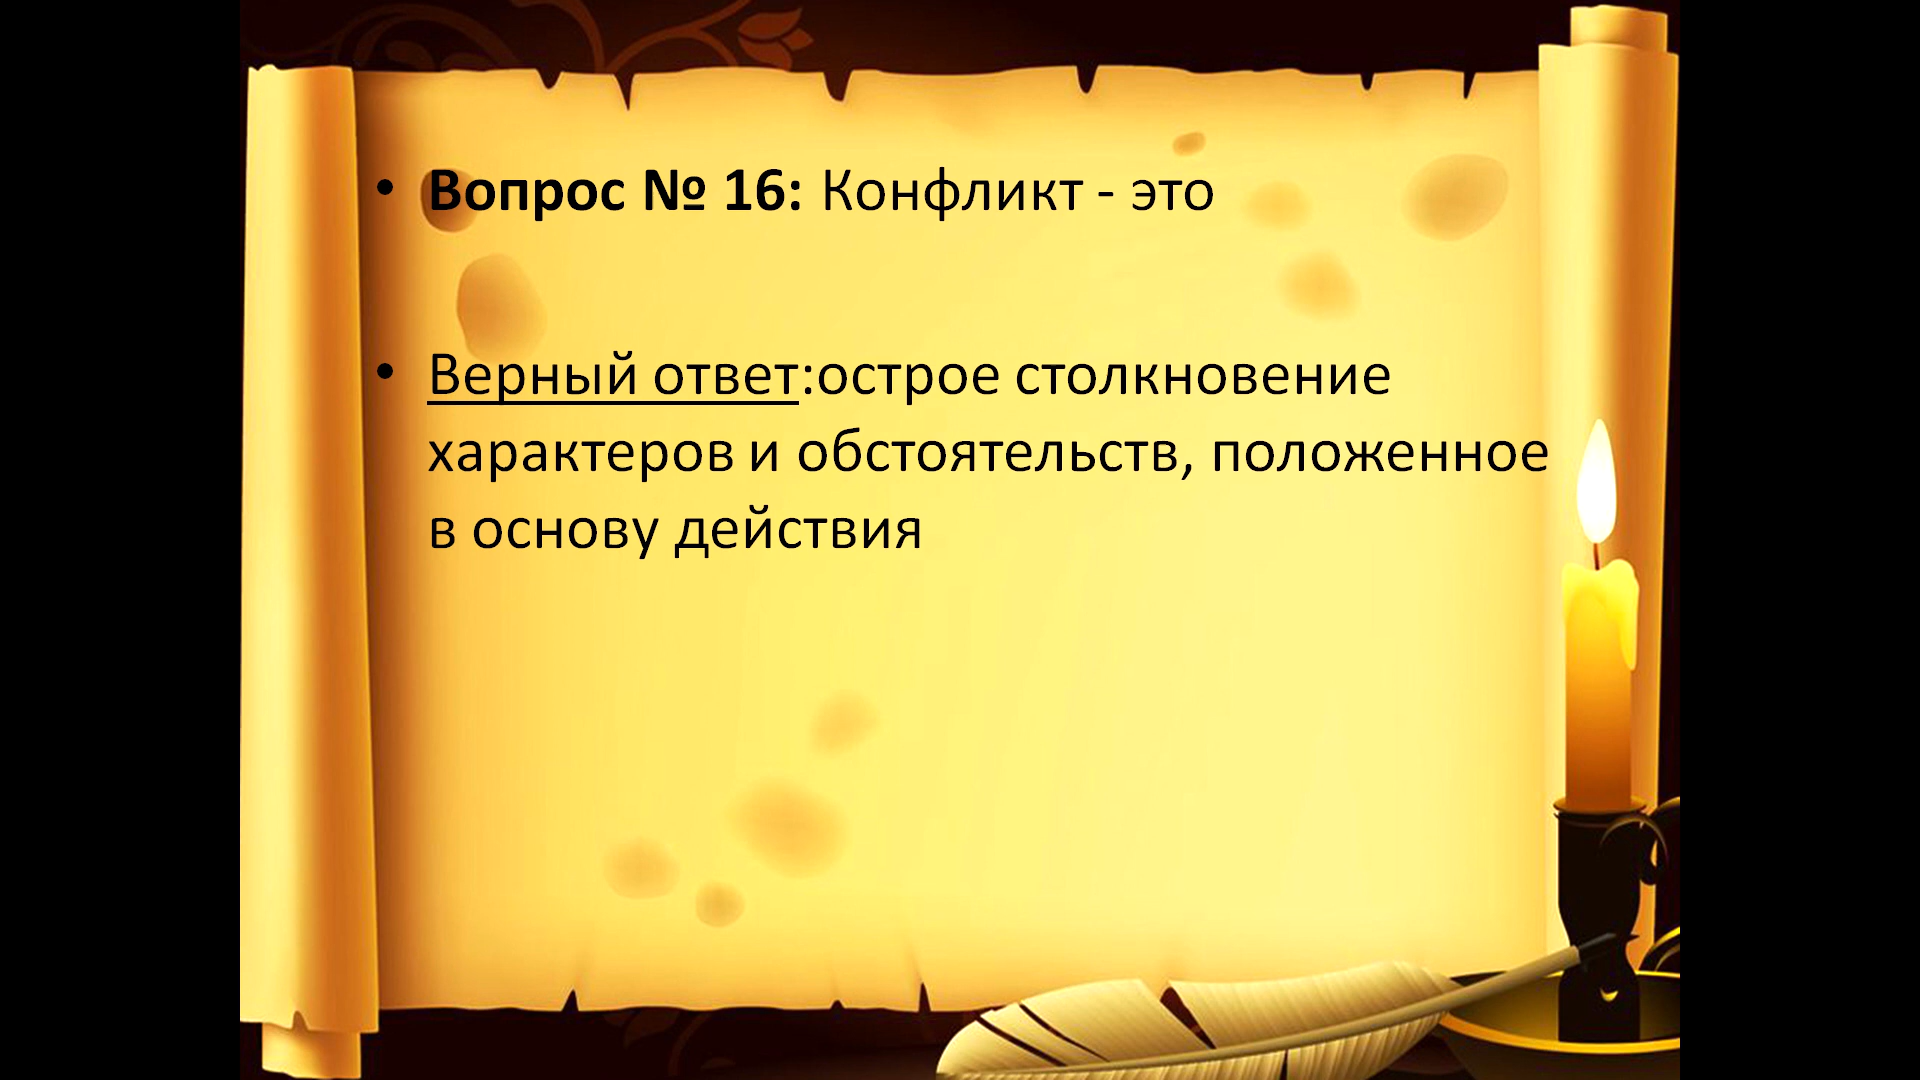 • Вопрос № 16: Конфликт - это
• Верный ответ:острое столкновение
характеров и обстоятельств, положенное
в основу действия